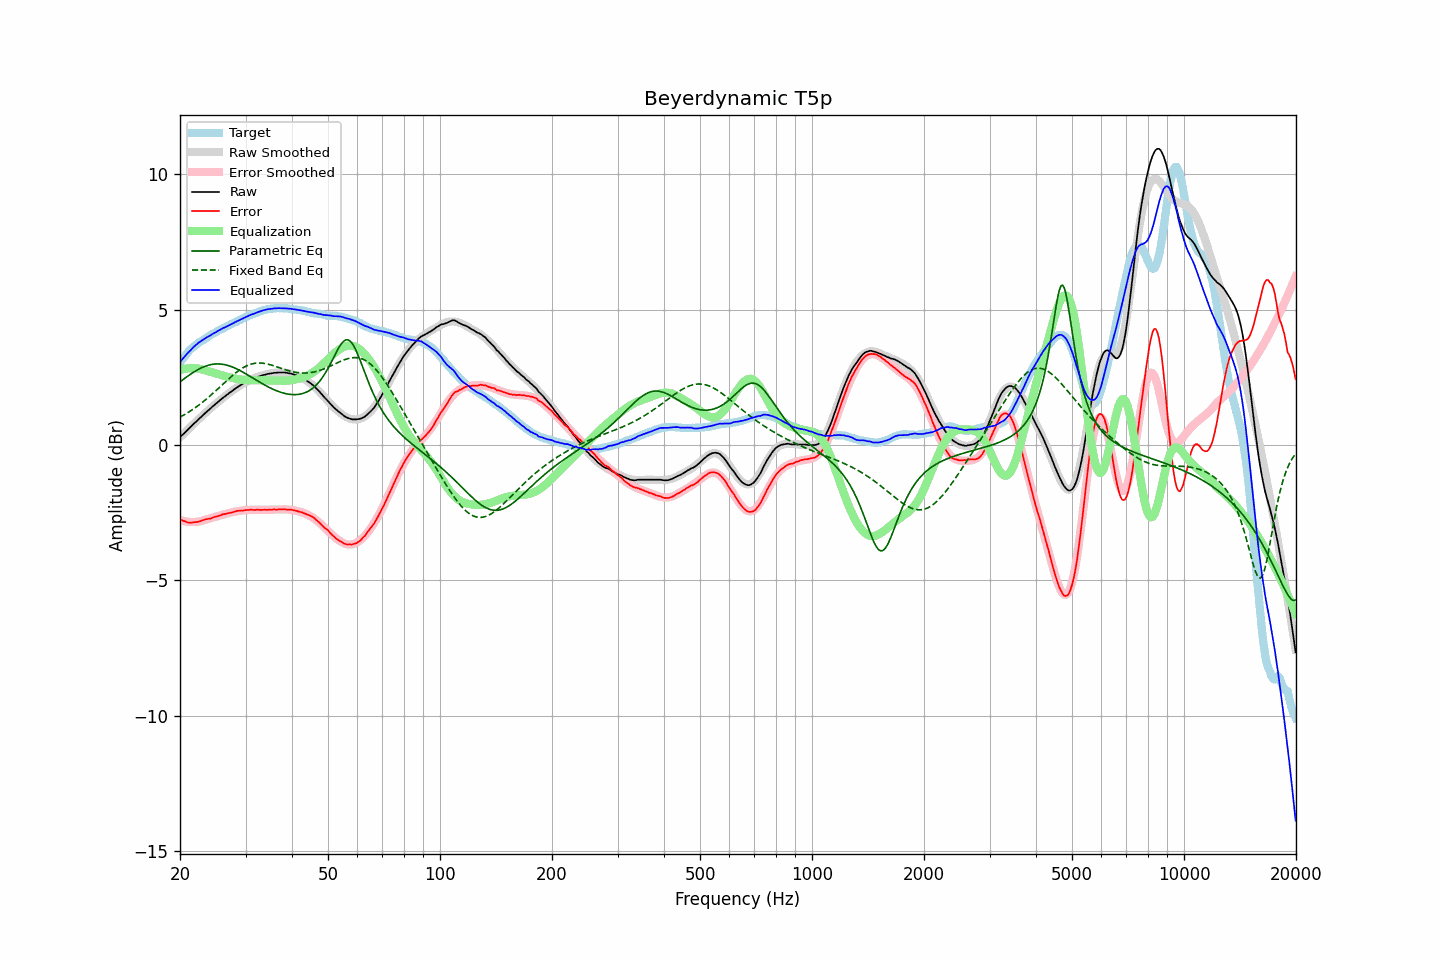 Beyerdynamic T5p
Target
Raw Smoothed
Error Smoothed
Raw
Error
Equalization
Parametric Eq
Fixed Band Eq
Equalized
Amplitude (dBr)
10
5
0
−5
−10
−15
20 50 100 200 500 1000 2000 5000 10000 20000
Frequency (Hz)